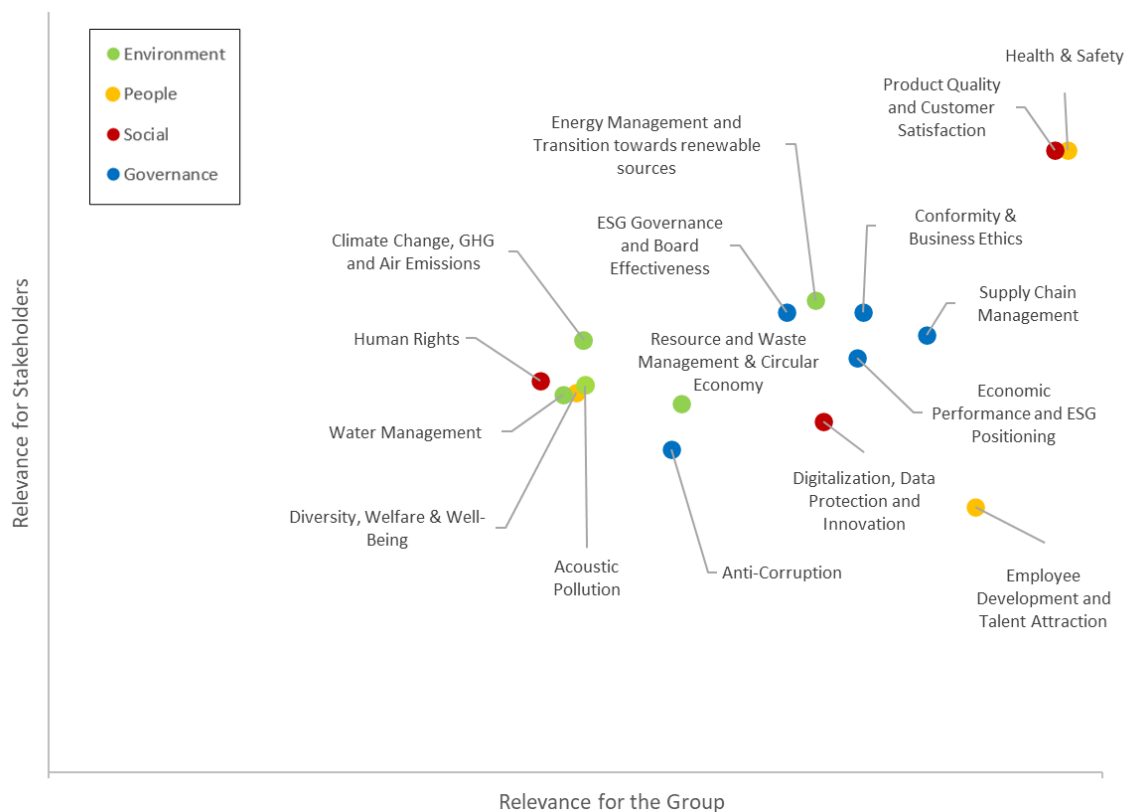 Environment
People
Social
Governance
Health & Safety
Product Quality
and Customer
Satisfaction
Energy Management and
Transition towards renewable
sources
ESG Governance
and Board
Effectiveness
Conformity &
Business Ethics
Climate Change, GHG
and Air Emissions
Supply Chain
Management
Human Rights
Resource and Waste
Management & Circular
Economy
Economic
Performance and ESG
Positioning
Water Management
Digitalization, Data
Protection and
Innovation
Diversity, Welfare & Well-
Being
Acoustic
Pollution
Anti-Corruption
Employee
Development and
Talent Attraction
Relevance for Stakeholders
Relevance for the Group